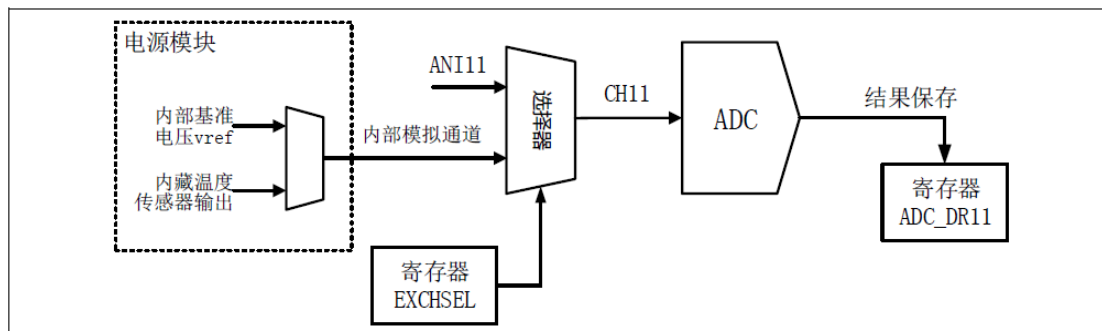 电源模块
内部基准
电压vref
内藏温度
传感器输出
内部模拟通道
ANI11
选择器
寄存器
EXCHSEL
CH11
ADC
结果保存
寄存器
ADC_DR11